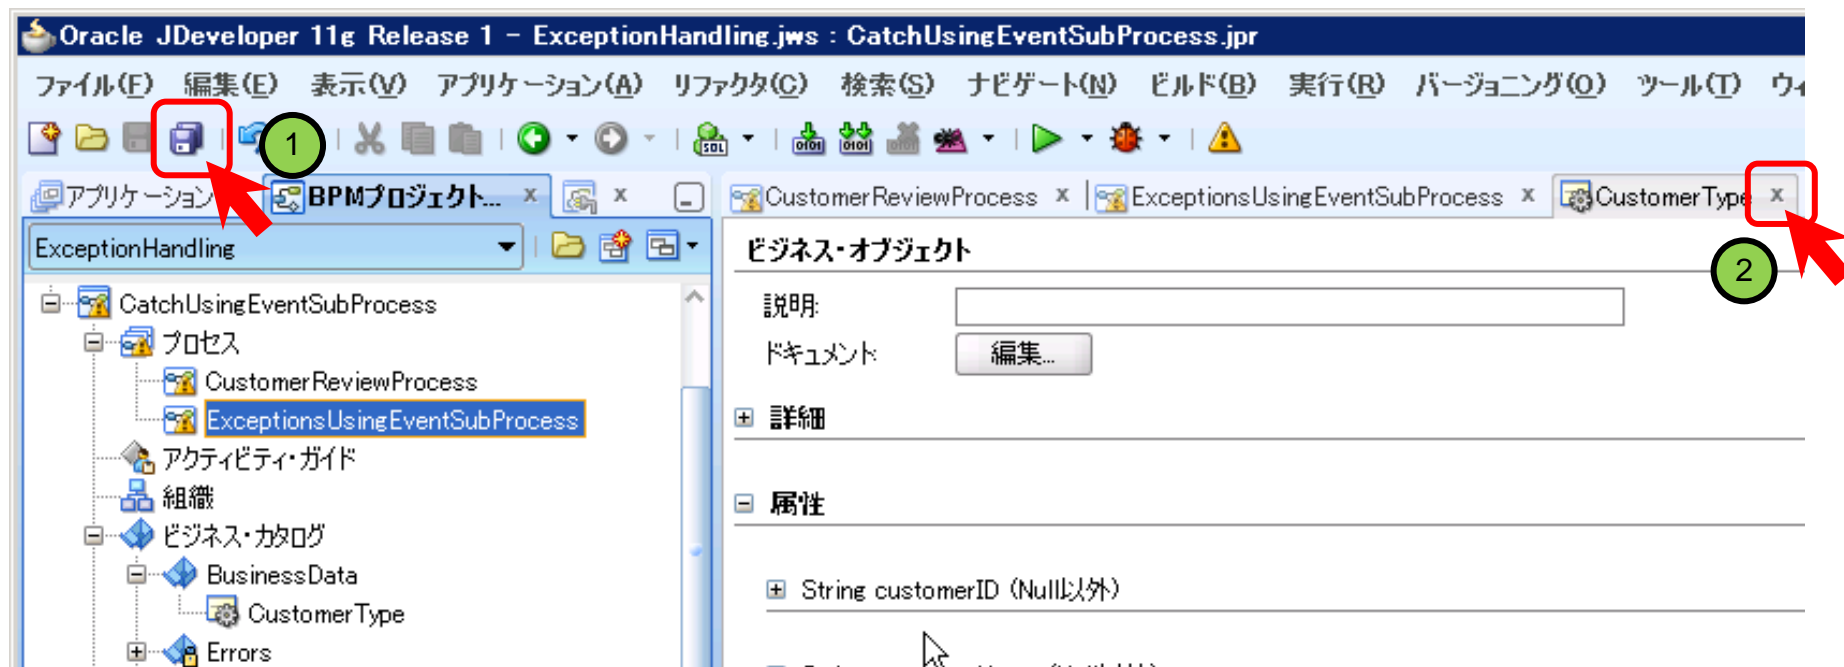 Oracle JDeveloper 11g Release 1 - ExceptionHandling.jws : CatchUsingEventSubProcess.jpr
ファイル(F) 編集(E) 表示(V) アプリケーション(A) リファクタ(C) 検索(S) ナビゲート(N) ビルド(B) 実行(R) バージョニング(O) ツール(T) ウィ
1
アプリケーション BPMプロジェクト... x x
CustomerReviewProcess x ExceptionsUsingEventSubProcess x CustomerType x
ExceptionHandling
2
CatchUsingEventSubProcess
プロセス
CustomerReviewProcess
ExceptionsUsingEventSubProcess
アクティビティ・ガイド
組織
ビジネス・カタログ
BusinessData
CustomerType
Errors
ビジネス・オブジェクト
説明:
ドキュメント 編集...
詳細
属性
String customerID (Null以外)